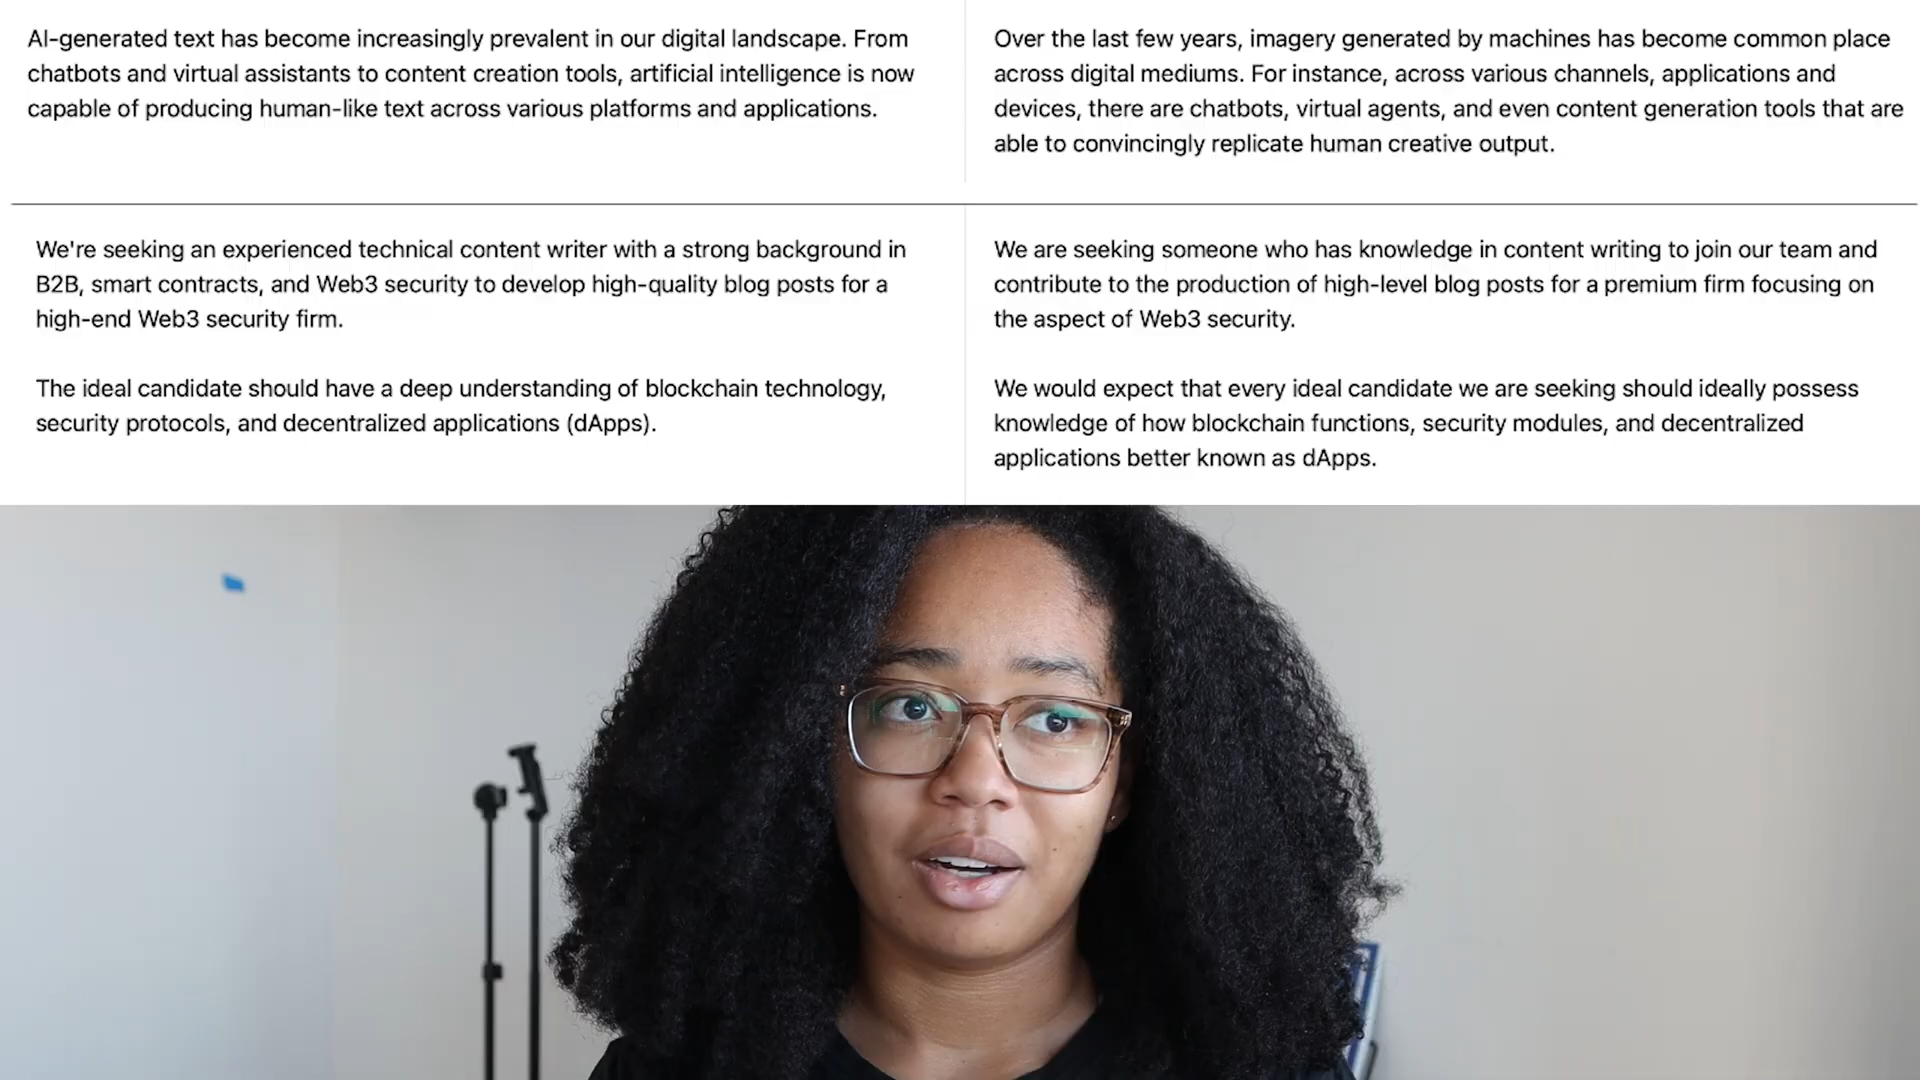 AI-generated text has become increasingly prevalent in our digital landscape. From
chatbots and virtual assistants to content creation tools, artificial intelligence is now
capable of producing human-like text across various platforms and applications.
Over the last few years, imagery generated by machines has become common place
across digital mediums. For instance, across various channels, applications and
devices, there are chatbots, virtual agents, and even content generation tools that are
able to convincingly replicate human creative output.
We're seeking an experienced technical content writer with a strong background in
B2B, smart contracts, and Web3 security to develop high-quality blog posts for a
high-end Web3 security firm.
The ideal candidate should have a deep understanding of blockchain technology,
security protocols, and decentralized applications (dApps).
We are seeking someone who has knowledge in content writing to join our team and
contribute to the production of high-level blog posts for a premium firm focusing on
the aspect of Web3 security.
We would expect that every ideal candidate we are seeking should ideally possess
knowledge of how blockchain functions, security modules, and decentralized
applications better known as dApps.